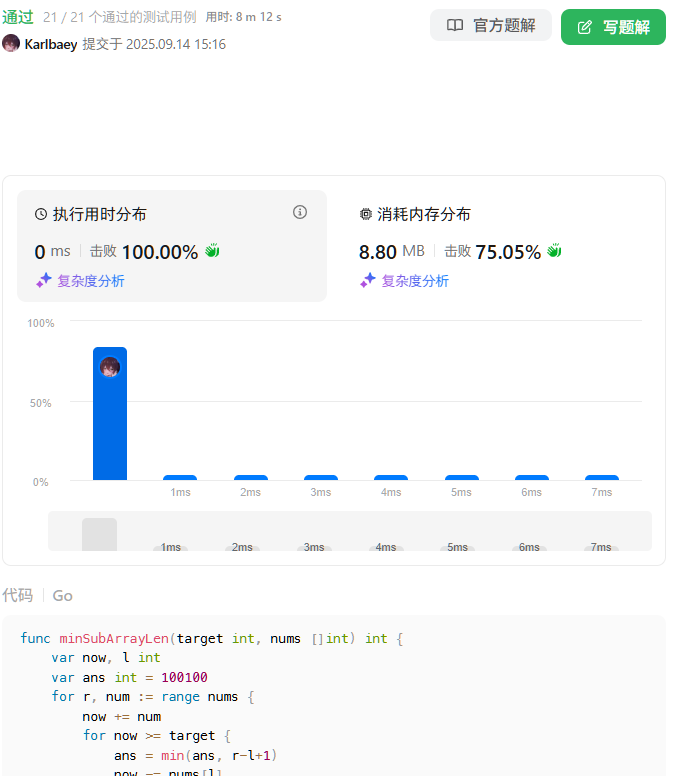 通过 21 / 21 个通过的测试用例 用时: 8 m 12 s
官方题解
写题解
Karlbaey 提交于 2025.09.14 15:16
执行用时分布
0 ms 击败 100.00%
复杂度分析
消耗内存分布
8.80 MB 击败 75.05%
复杂度分析
100%
50%
0%
1ms 2ms 3ms 4ms 5ms 6ms 7ms
1ms 2ms 3ms 4ms 5ms 6ms 7ms
代码 Go
func minSubArrayLen(target int, nums []int) int {
    var now, l int
    var ans int = 100100
    for r, num := range nums {
        now += num
        for now >= target {
            ans = min(ans, r-l+1)
            now -= nums[l]